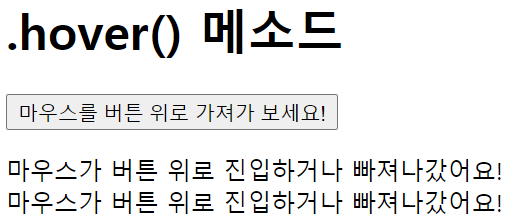 .hover() 메소드
마우스를 버튼 위로 가져가 보세요!
마우스가 버튼 위로 진입하거나 빠져나갔어요!
마우스가 버튼 위로 진입하거나 빠져나갔어요!